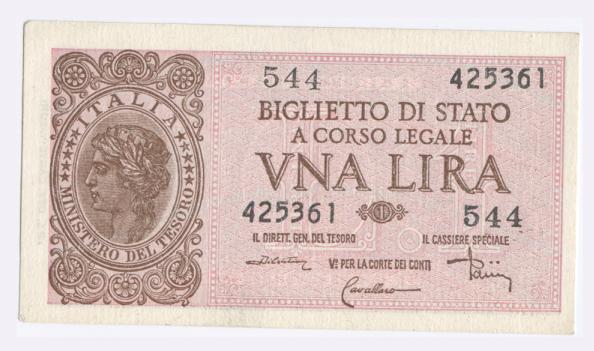 544 425361
ITALIA
MINISTERO DEL TESORO
BIGLIETTO DI STATO
A CORSO LEGALE
VNA LIRA
425361 1 544
IL DIRETT. GEN. DEL TESORO IL CASSIERE SPECIALE
Vº PER LA CORTE DEI CONTI
Cavallaro